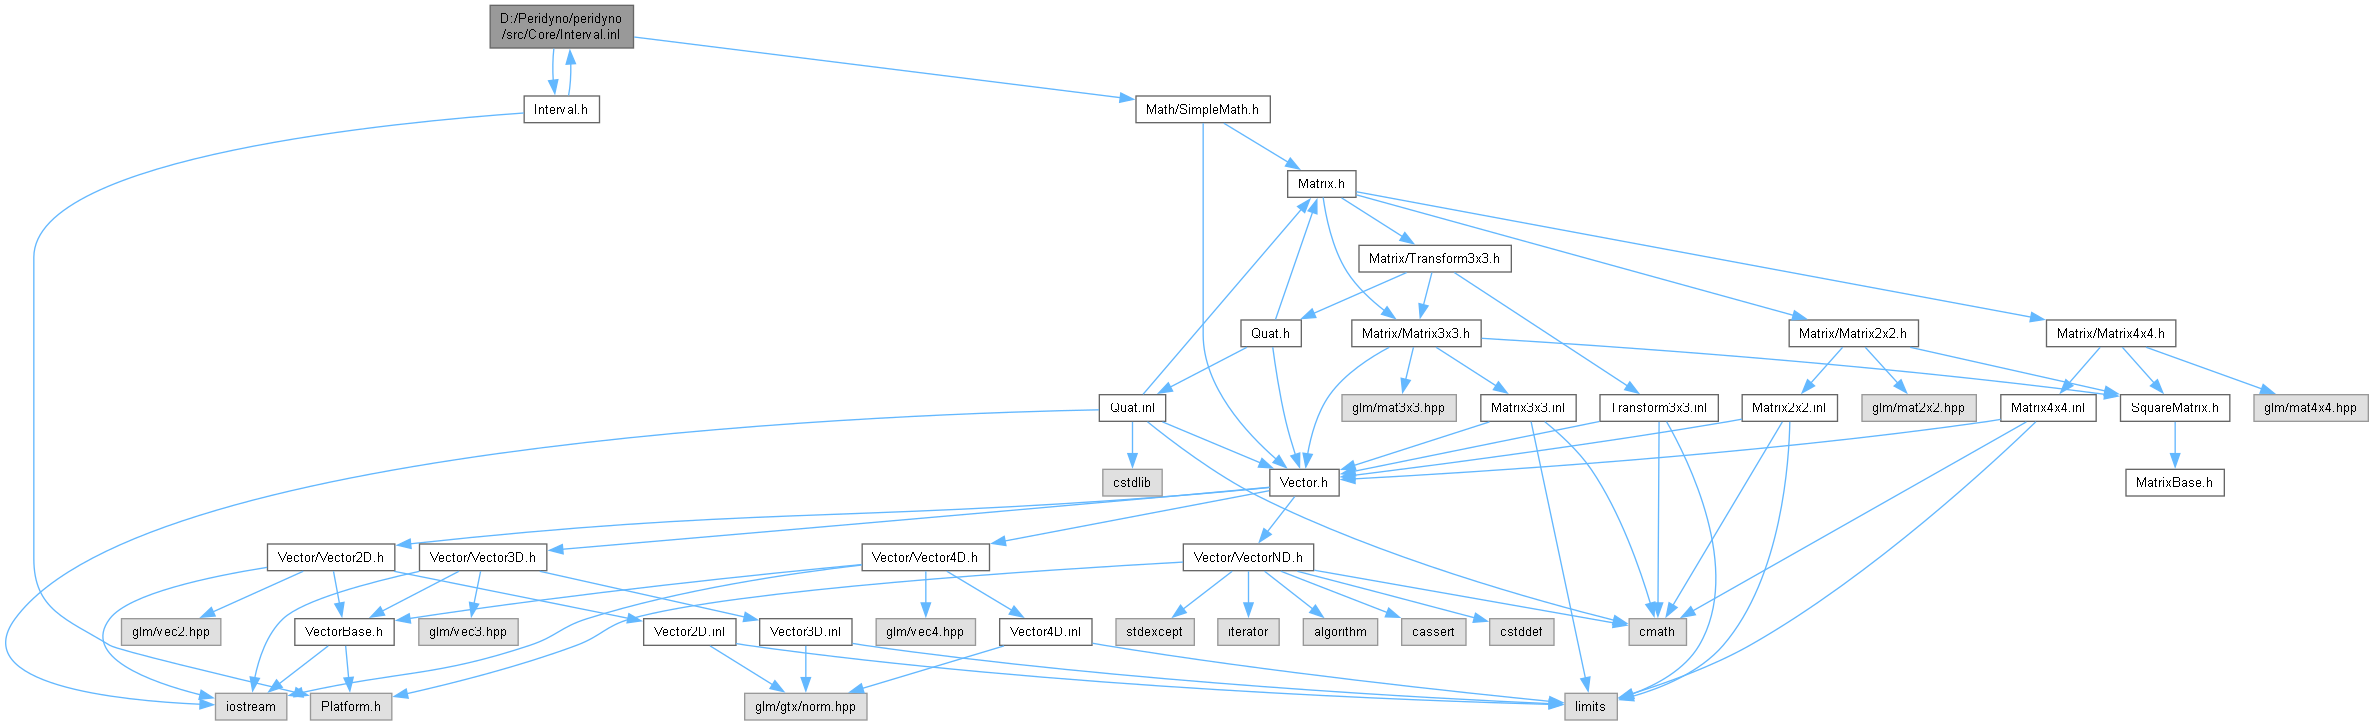 D:/Peridyno/peridyno
/src/Core/Interval.inl
Interval.h
Math/SimpleMath.h
Matrix.h
Matrix/Transform3x3.h
Quat.h
Matrix/Matrix3x3.h
Matrix/Matrix2x2.h
Matrix/Matrix4x4.h
Quat.inl
glm/mat3x3.hpp
Matrix3x3.inl
Transform3x3.inl
Matrix2x2.inl
glm/mat2x2.hpp
Matrix4x4.inl
SquareMatrix.h
glm/mat4x4.hpp
cstdlib
Vector.h
MatrixBase.h
Vector/Vector2D.h
Vector/Vector3D.h
Vector/Vector4D.h
Vector/VectorND.h
glm/vec2.hpp
VectorBase.h
glm/vec3.hpp
Vector2D.inl
Vector3D.inl
glm/vec4.hpp
Vector4D.inl
stdexcept
iterator
algorithm
cassert
cstddef
cmath
iostream
Platform.h
glm/gtx/norm.hpp
limits